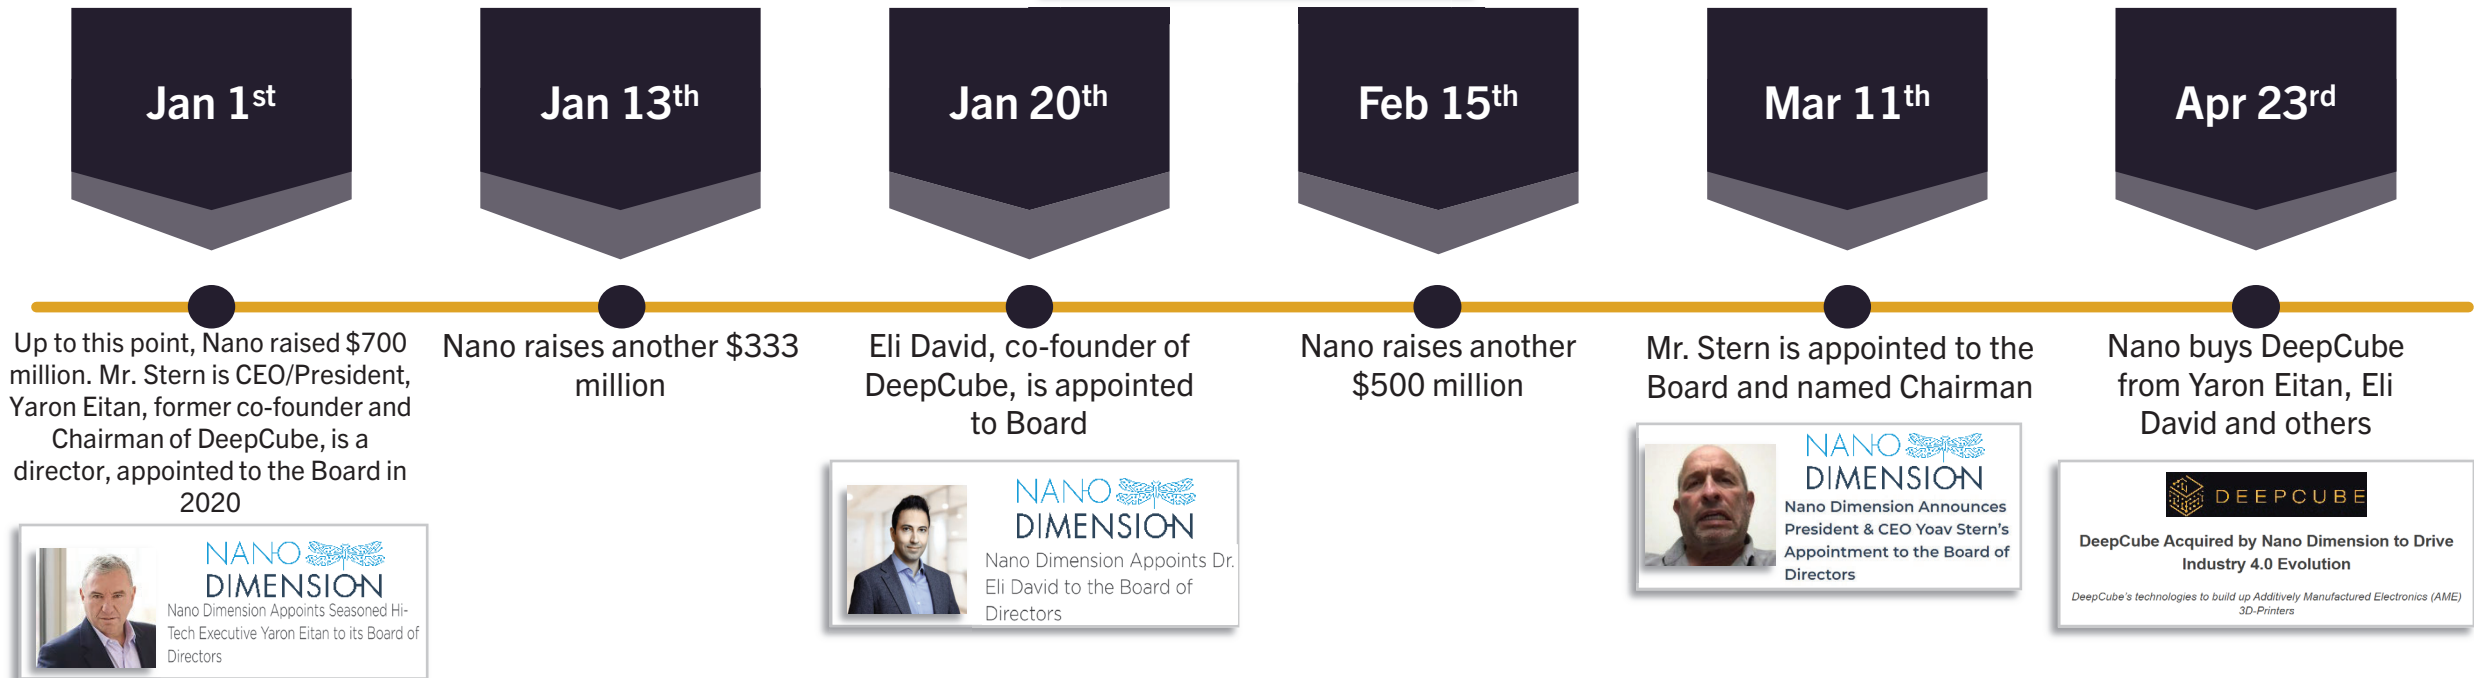 Jan 1st
Jan 13th
Jan 20th
Feb 15th
Mar 11th
Apr 23rd
Up to this point, Nano raised $700
million. Mr. Stern is CEO/President,
Yaron Eitan, former co-founder and
Chairman of DeepCube, is a
director, appointed to the Board in
2020
NANO
DIMENSION
Nano Dimension Appoints Seasoned Hi-
Tech Executive Yaron Eitan to its Board of
Directors
Nano raises another $333
million
Eli David, co-founder of
DeepCube, is appointed
to Board
NANO
DIMENSION
Nano Dimension Appoints Dr.
Eli David to the Board of
Directors
Nano raises another
$500 million
Mr. Stern is appointed to the
Board and named Chairman
NANO
DIMENSION
Nano Dimension Announces
President & CEO Yoav Stern's
Appointment to the Board of
Directors
Nano buys DeepCube
from Yaron Eitan, Eli
David and others
DEEPCUBE
DeepCube Acquired by Nano Dimension to Drive
Industry 4.0 Evolution
DeepCube's technologies to build up Additively Manufactured Electronics (AME)
3D-Printers